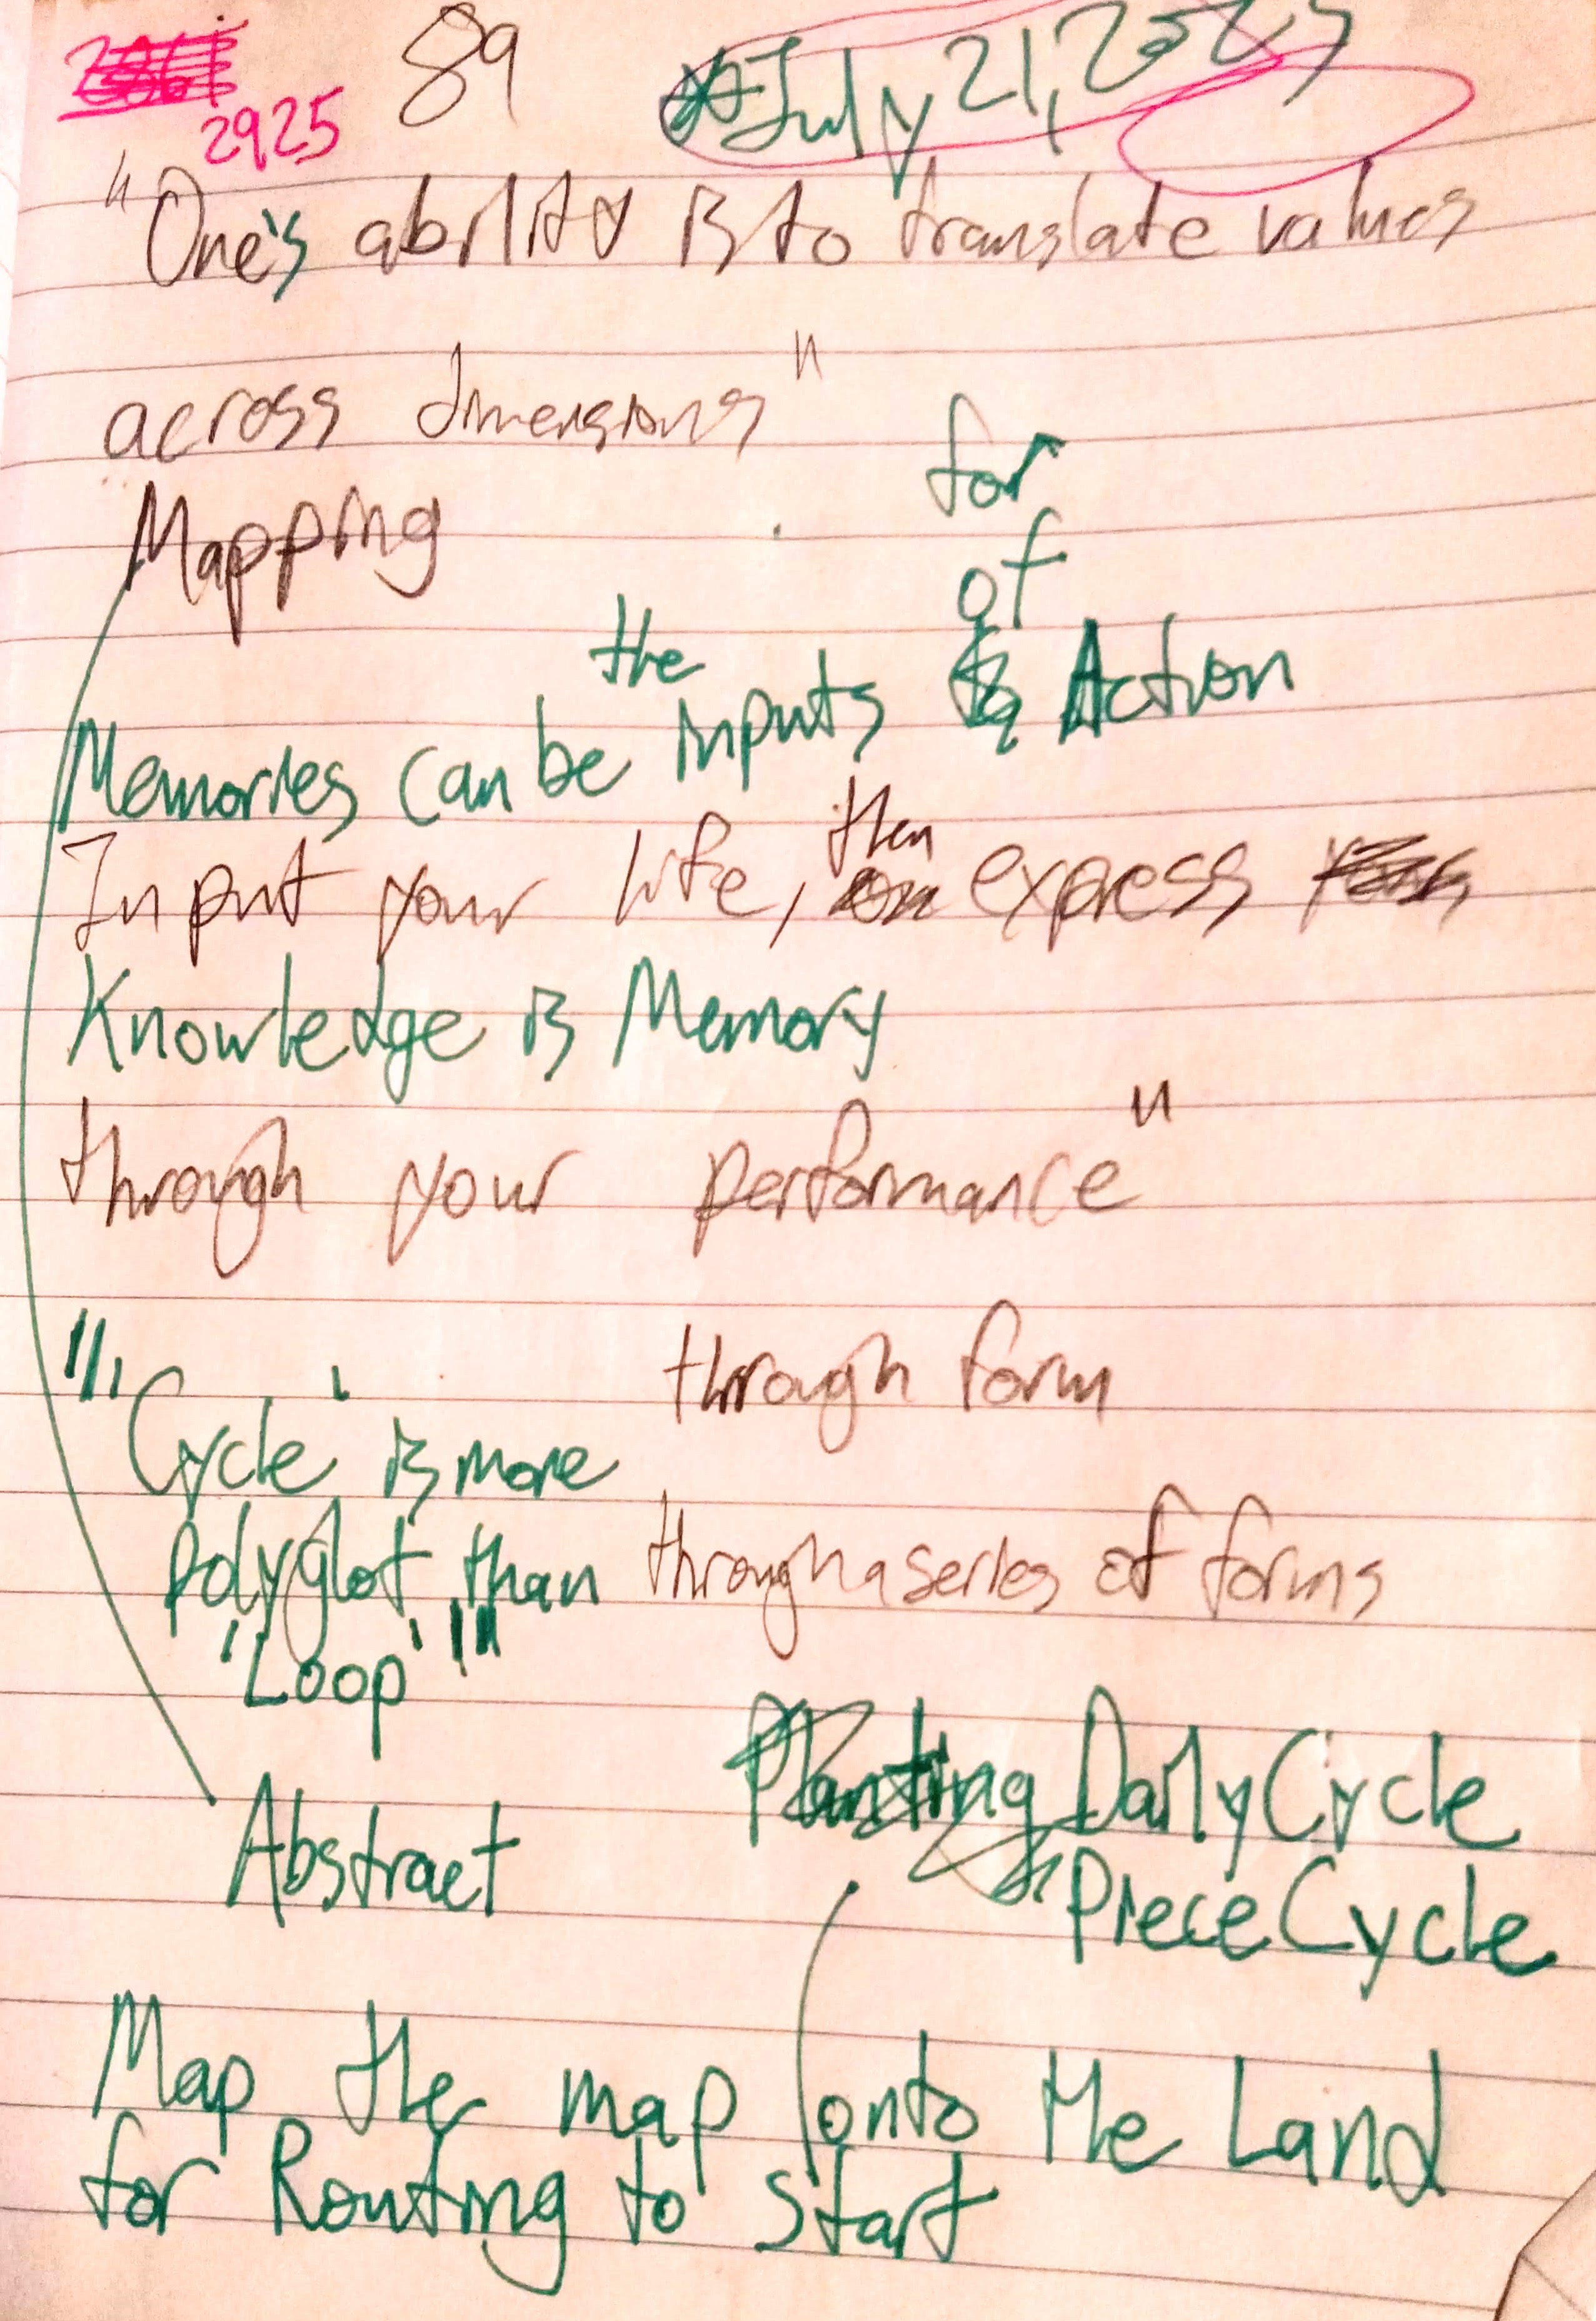 2925
89
July 21, 2025
"One's ability is to translate values
across dimensions"
Mapping
for
of
the
Memories can be inputs Action
then
Input your life, express
Knowledge is Memory
through your performance"
through form
"'Cycle' is more
polyglot than
through a series of forms
'Loop'"
Planting Daily Cycle
Abstract
Piece Cycle
Map the map onto the Land
for Routing to Start